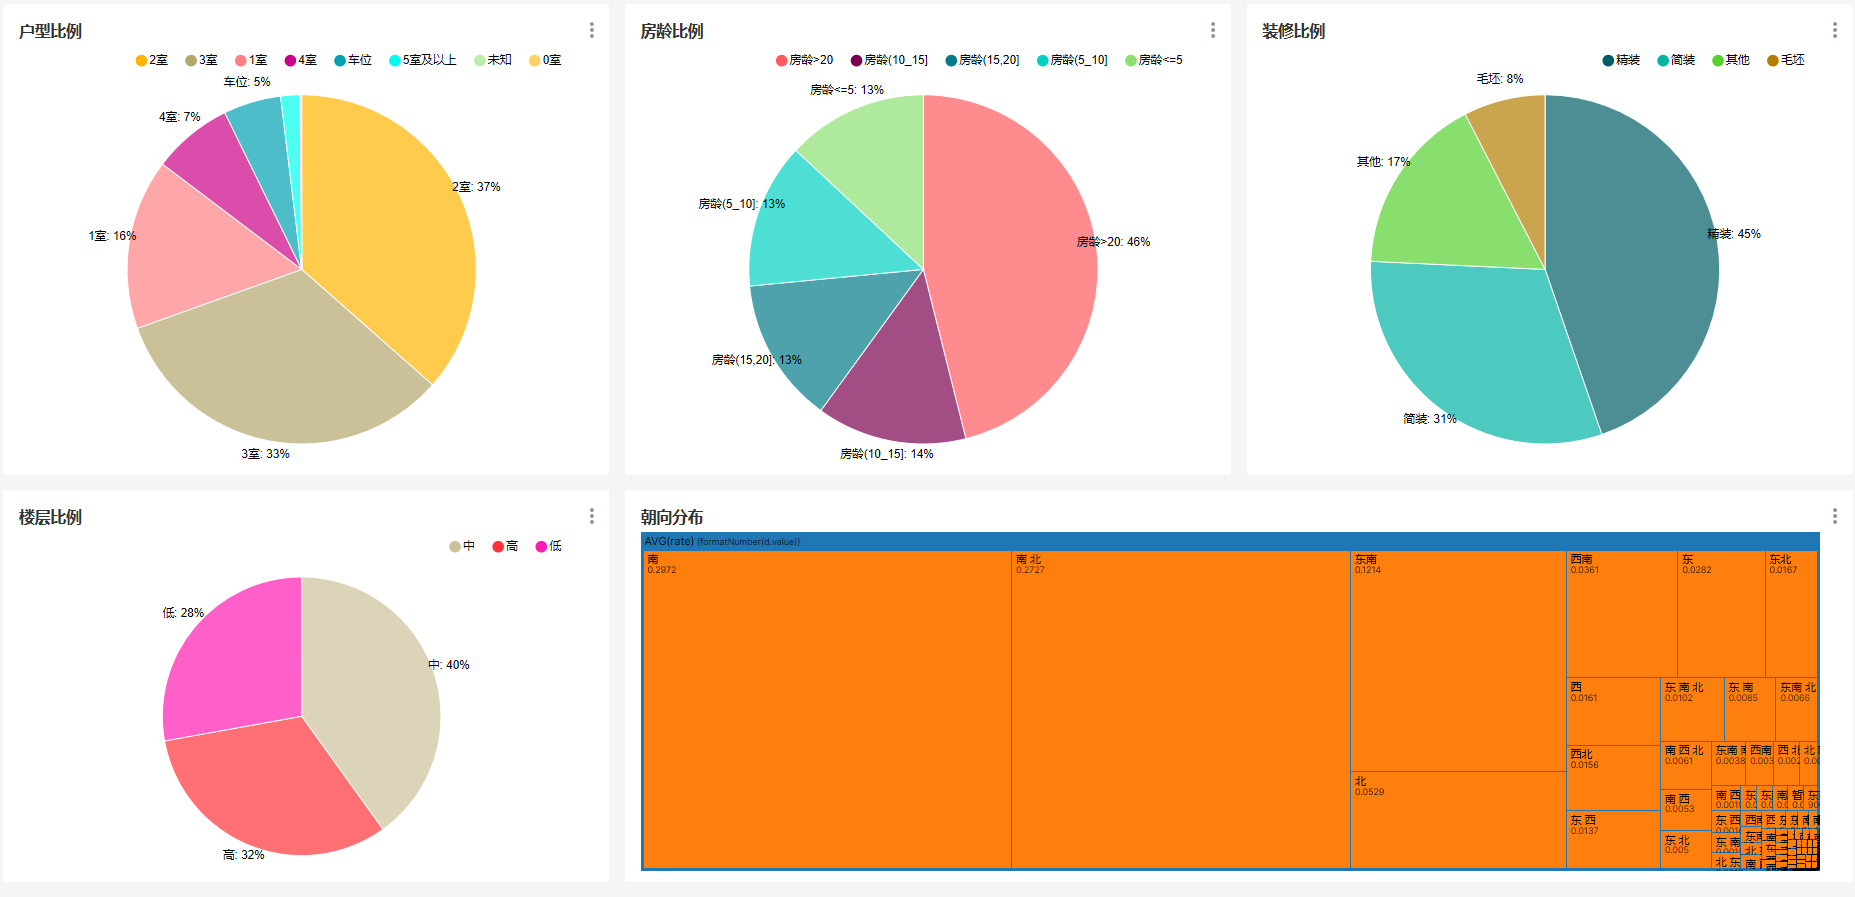 户型比例
2室 3室 1室 4室 车位 5室及以上 未知 0室
车位: 5%
4室: 7%
2室: 37%
1室: 16%
3室: 33%
房龄比例
房龄>20 房龄(10_15] 房龄(15,20] 房龄(5_10] 房龄<=5
房龄<=5: 13%
房龄(5_10]: 13%
房龄>20: 46%
房龄(15,20]: 13%
房龄(10_15]: 14%
装修比例
精装 简装 其他 毛坯
毛坯: 8%
其他: 17%
精装: 45%
简装: 31%
楼层比例
中 高 低
低: 28%
中: 40%
高: 32%
朝向分布
AVG(rate) {formatNumber(d.value)}
南
0.2972
南 北
0.2727
东南
0.1214
北
0.0529
西南
0.0361
东
0.0282
东北
0.0167
西
0.0161
西北
0.0156
东 西
0.0137
东 南 北
0.0102
东 南
0.0085
东南 北
0.0066
南 西 北
0.0061
南 西
0.0053
东 北
0.005
东南
0.0038
西南
西 北